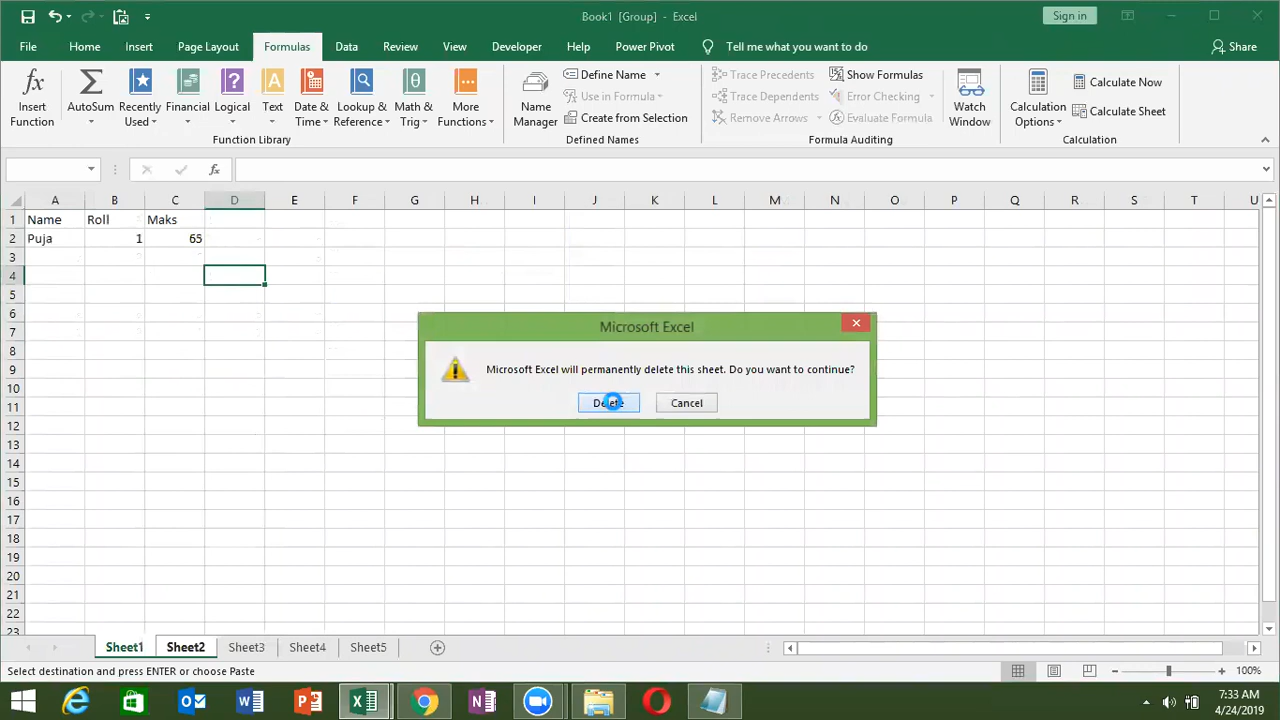 Book1 [Group] - Excel
Sign in
File Home Insert Page Layout Formulas Data Review View Developer Help Power Pivot Tell me what you want to do Share
Insert Function
AutoSum
Recently Used
Financial
Logical
Text
Date & Time
Lookup & Reference
Math & Trig
More Functions
Function Library
Name Manager
Define Name
Use in Formula
Create from Selection
Defined Names
Trace Precedents
Trace Dependents
Remove Arrows
Show Formulas
Error Checking
Evaluate Formula
Formula Auditing
Watch Window
Calculation Options
Calculate Now
Calculate Sheet
Calculation
fx
A B C D E F G H I J K L M N O P Q R S T U
1 Name Roll Maks
2 Puja 1 65
3
4
5
6
7
8
9
10
11
12
13
14
15
16
17
18
19
20
21
22
23
Microsoft Excel
Microsoft Excel will permanently delete this sheet. Do you want to continue?
Delete Cancel
Sheet1 Sheet2 Sheet3 Sheet4 Sheet5
Select destination and press ENTER or choose Paste
100%
7:33 AM
4/24/2019